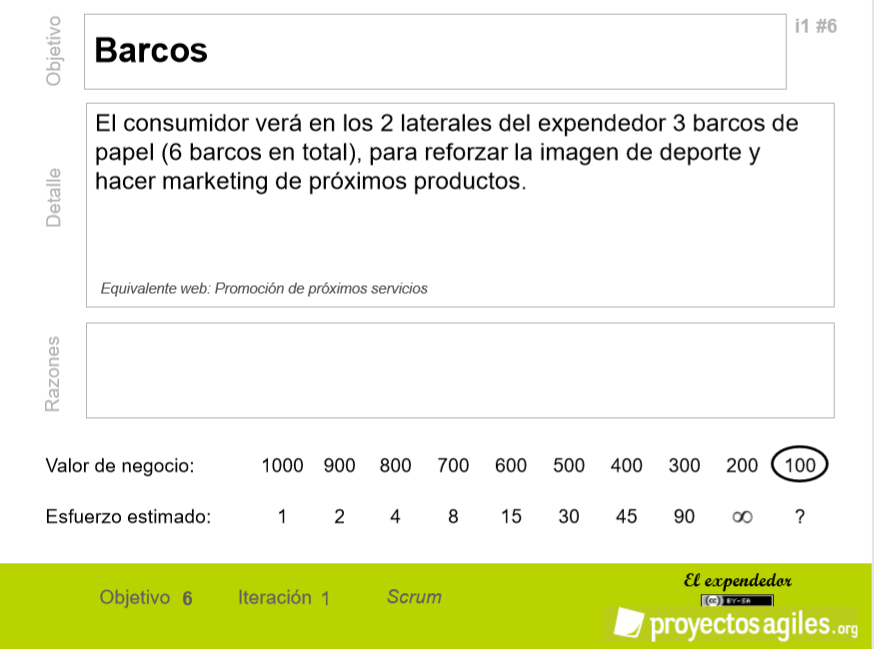 Objetivo
Barcos
i1 #6
Detalle
El consumidor verá en los 2 laterales del expendedor 3 barcos de
papel (6 barcos en total), para reforzar la imagen de deporte y
hacer marketing de próximos productos.
Equivalente web: Promoción de próximos servicios
Razones
Valor de negocio: 1000 900 800 700 600 500 400 300 200 100
Esfuerzo estimado: 1 2 4 8 15 30 45 90 ∞ ?
Objetivo 6 Iteración 1 Scrum
El expendedor
(cc) BY-SA
proyectosagiles.org